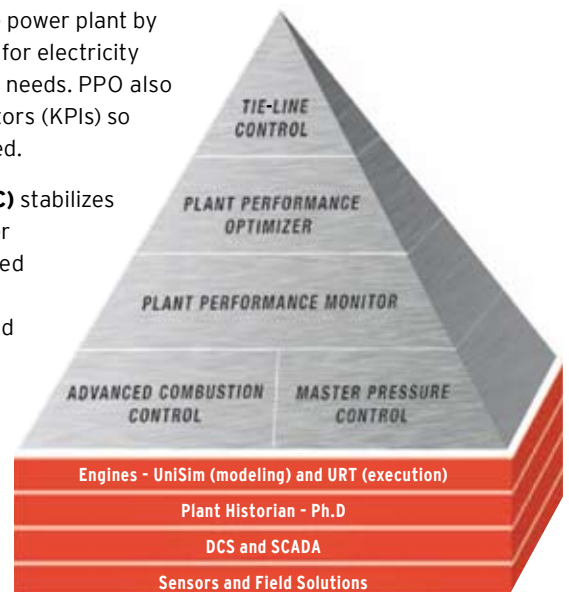 power plant by
for electricity
needs. PPO also
tors (KPIs) so
ed.
C) stabilizes
er
ed
d
TIE-LINE
CONTROL
PLANT PERFORMANCE
OPTIMIZER
PLANT PERFORMANCE MONITOR
ADVANCED COMBUSTION
CONTROL
MASTER PRESSURE
CONTROL
Engines - UniSim (modeling) and URT (execution)
Plant Historian - Ph.D
DCS and SCADA
Sensors and Field Solutions